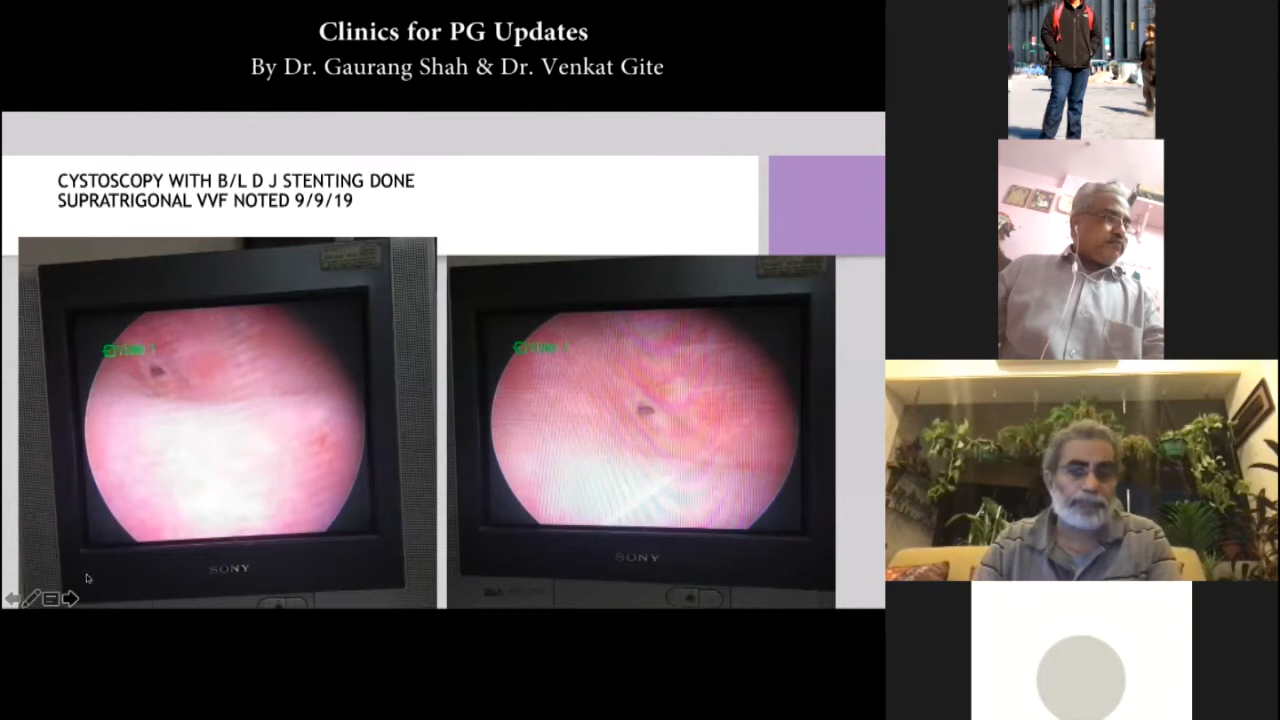 Clinics for PG Updates
By Dr. Gaurang Shah & Dr. Venkat Gite
CYSTOSCOPY WITH B/L D J STENTING DONE
SUPRATRIGONAL VVF NOTED 9/9/19
SONY
SONY